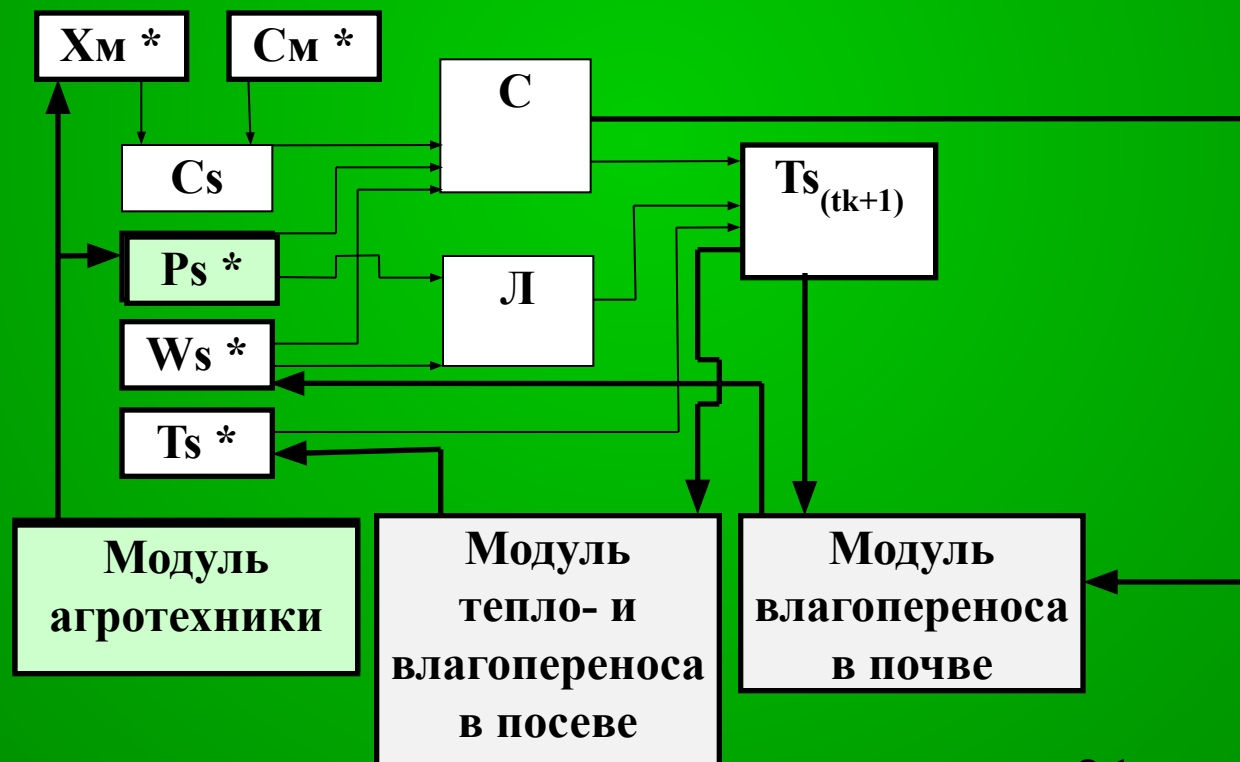 Хм *
См *
С
Cs
Ts(tk+1)
Ps *
Л
Ws *
Ts *
Модуль
агротехники
Модуль
тепло- и
влагопереноса
в посеве
Модуль
влагопереноса
в почве